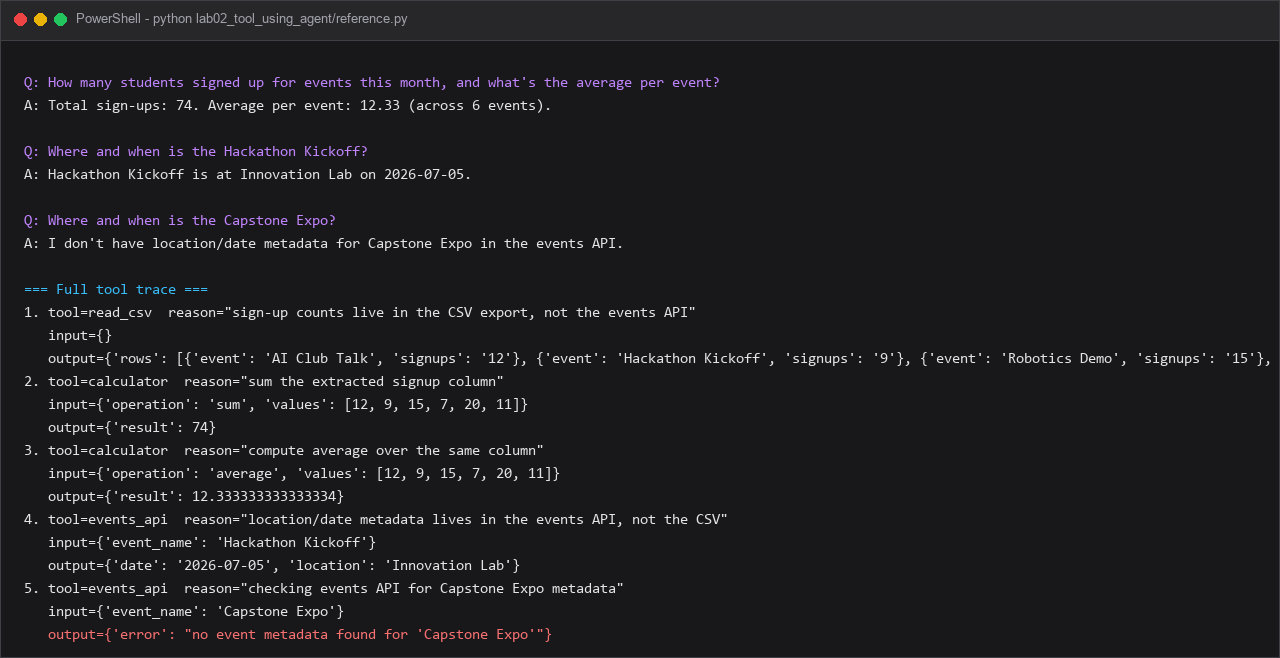 PowerShell - python lab02_tool_using_agent/reference.py
Q: How many students signed up for events this month, and what's the average per event?
A: Total sign-ups: 74. Average per event: 12.33 (across 6 events).
Q: Where and when is the Hackathon Kickoff?
A: Hackathon Kickoff is at Innovation Lab on 2026-07-05.
Q: Where and when is the Capstone Expo?
A: I don't have location/date metadata for Capstone Expo in the events API.
=== Full tool trace ===
1. tool=read_csv  reason="sign-up counts live in the CSV export, not the events API"
input={}
output={'rows': [{'event': 'AI Club Talk', 'signups': '12'}, {'event': 'Hackathon Kickoff', 'signups': '9'}, {'event': 'Robotics Demo', 'signups': '15'},
2. tool=calculator  reason="sum the extracted signup column"
input={'operation': 'sum', 'values': [12, 9, 15, 7, 20, 11]}
output={'result': 74}
3. tool=calculator  reason="compute average over the same column"
input={'operation': 'average', 'values': [12, 9, 15, 7, 20, 11]}
output={'result': 12.333333333333334}
4. tool=events_api  reason="location/date metadata lives in the events API, not the CSV"
input={'event_name': 'Hackathon Kickoff'}
output={'date': '2026-07-05', 'location': 'Innovation Lab'}
5. tool=events_api  reason="checking events API for Capstone Expo metadata"
input={'event_name': 'Capstone Expo'}
output={'error': "no event metadata found for 'Capstone Expo'"}